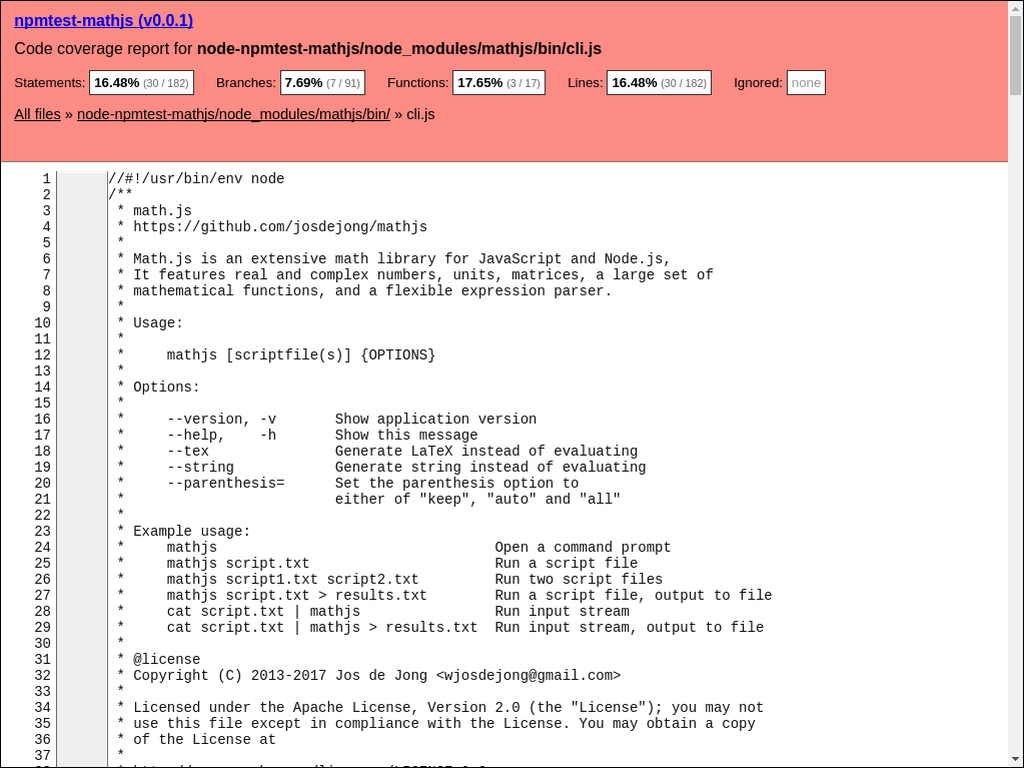 npmtest-mathjs (v0.0.1)
Code coverage report for node-npmtest-mathjs/node_modules/mathjs/bin/cli.js
Statements: 16.48% (30 / 182) Branches: 7.69% (7 / 91) Functions: 17.65% (3 / 17) Lines: 16.48% (30 / 182) Ignored: none
All files » node-npmtest-mathjs/node_modules/mathjs/bin/ » cli.js
1 //#!/usr/bin/env node
2 /**
3  * math.js
4  * https://github.com/josdejong/mathjs
5  *
6  * Math.js is an extensive math library for JavaScript and Node.js,
7  * It features real and complex numbers, units, matrices, a large set of
8  * mathematical functions, and a flexible expression parser.
9  *
10  * Usage:
11  *
12  *     mathjs [scriptfile(s)] {OPTIONS}
13  *
14  * Options:
15  *
16  *     --version, -v       Show application version
17  *     --help,    -h       Show this message
18  *     --tex               Generate LaTeX instead of evaluating
19  *     --string            Generate string instead of evaluating
20  *     --parenthesis=      Set the parenthesis option to
21  *                         either of "keep", "auto" and "all"
22  *
23  * Example usage:
24  *     mathjs                                 Open a command prompt
25  *     mathjs script.txt                      Run a script file
26  *     mathjs script1.txt script2.txt         Run two script files
27  *     mathjs script.txt > results.txt        Run a script file, output to file
28  *     cat script.txt | mathjs                Run input stream
29  *     cat script.txt | mathjs > results.txt  Run input stream, output to file
30  *
31  * @license
32  * Copyright (C) 2013-2017 Jos de Jong <wjosdejong@gmail.com>
33  *
34  * Licensed under the Apache License, Version 2.0 (the "License"); you may not
35  * use this file except in compliance with the License. You may obtain a copy
36  * of the License at
37  *